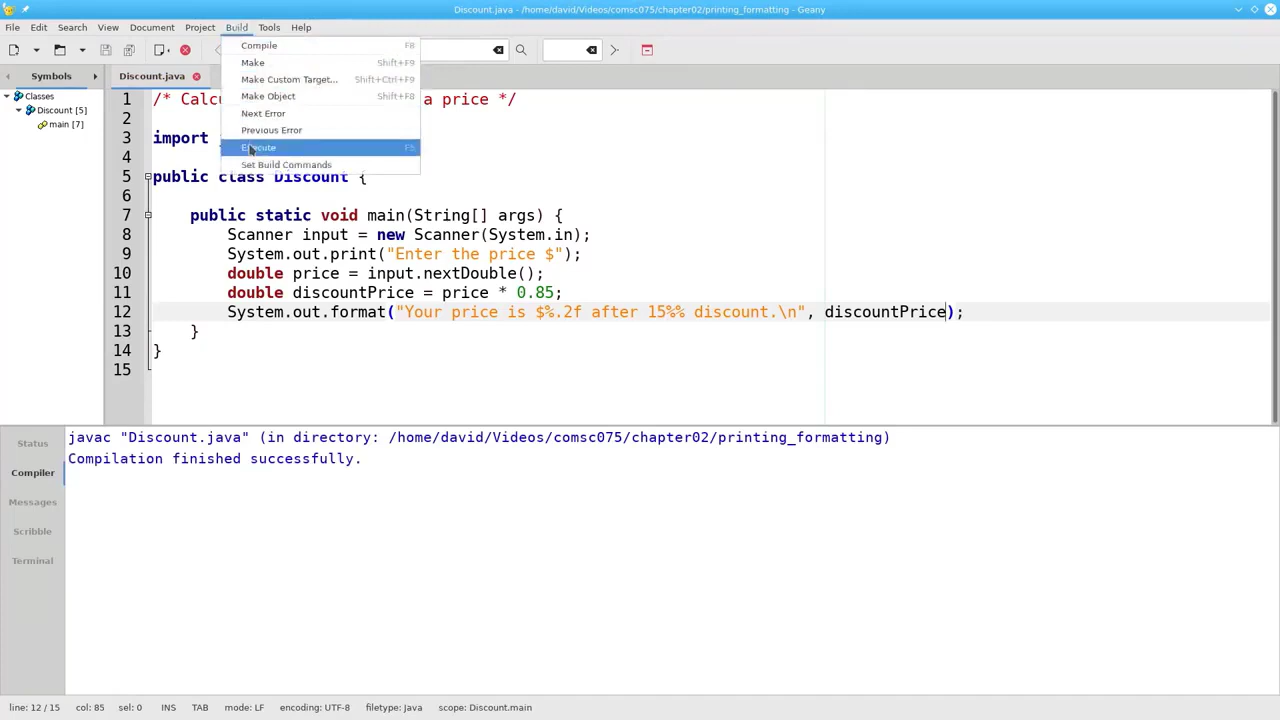 Discount.java - /home/david/Videos/comsc075/chapter02/printing_formatting - Geany
File Edit Search View Document Project Build Tools Help
Compile F8
Make Shift+F9
Make Custom Target... Shift+Ctrl+F9
Make Object Shift+F8
Next Error
Previous Error
Execute F5
Set Build Commands
Symbols
Classes
Discount [5]
main [7]
Discount.java
1 /* Calc a price */
2
3 import
4
5 public class Discount {
6
7 public static void main(String[] args) {
8 Scanner input = new Scanner(System.in);
9 System.out.print("Enter the price $");
10 double price = input.nextDouble();
11 double discountPrice = price * 0.85;
12 System.out.format("Your price is $%.2f after 15%% discount.\n", discountPrice);
13 }
14 }
15
Status
Compiler
Messages
Scribble
Terminal
javac "Discount.java" (in directory: /home/david/Videos/comsc075/chapter02/printing_formatting)
Compilation finished successfully.
line: 12 / 15 col: 85 sel: 0 INS TAB mode: LF encoding: UTF-8 filetype: Java scope: Discount.main